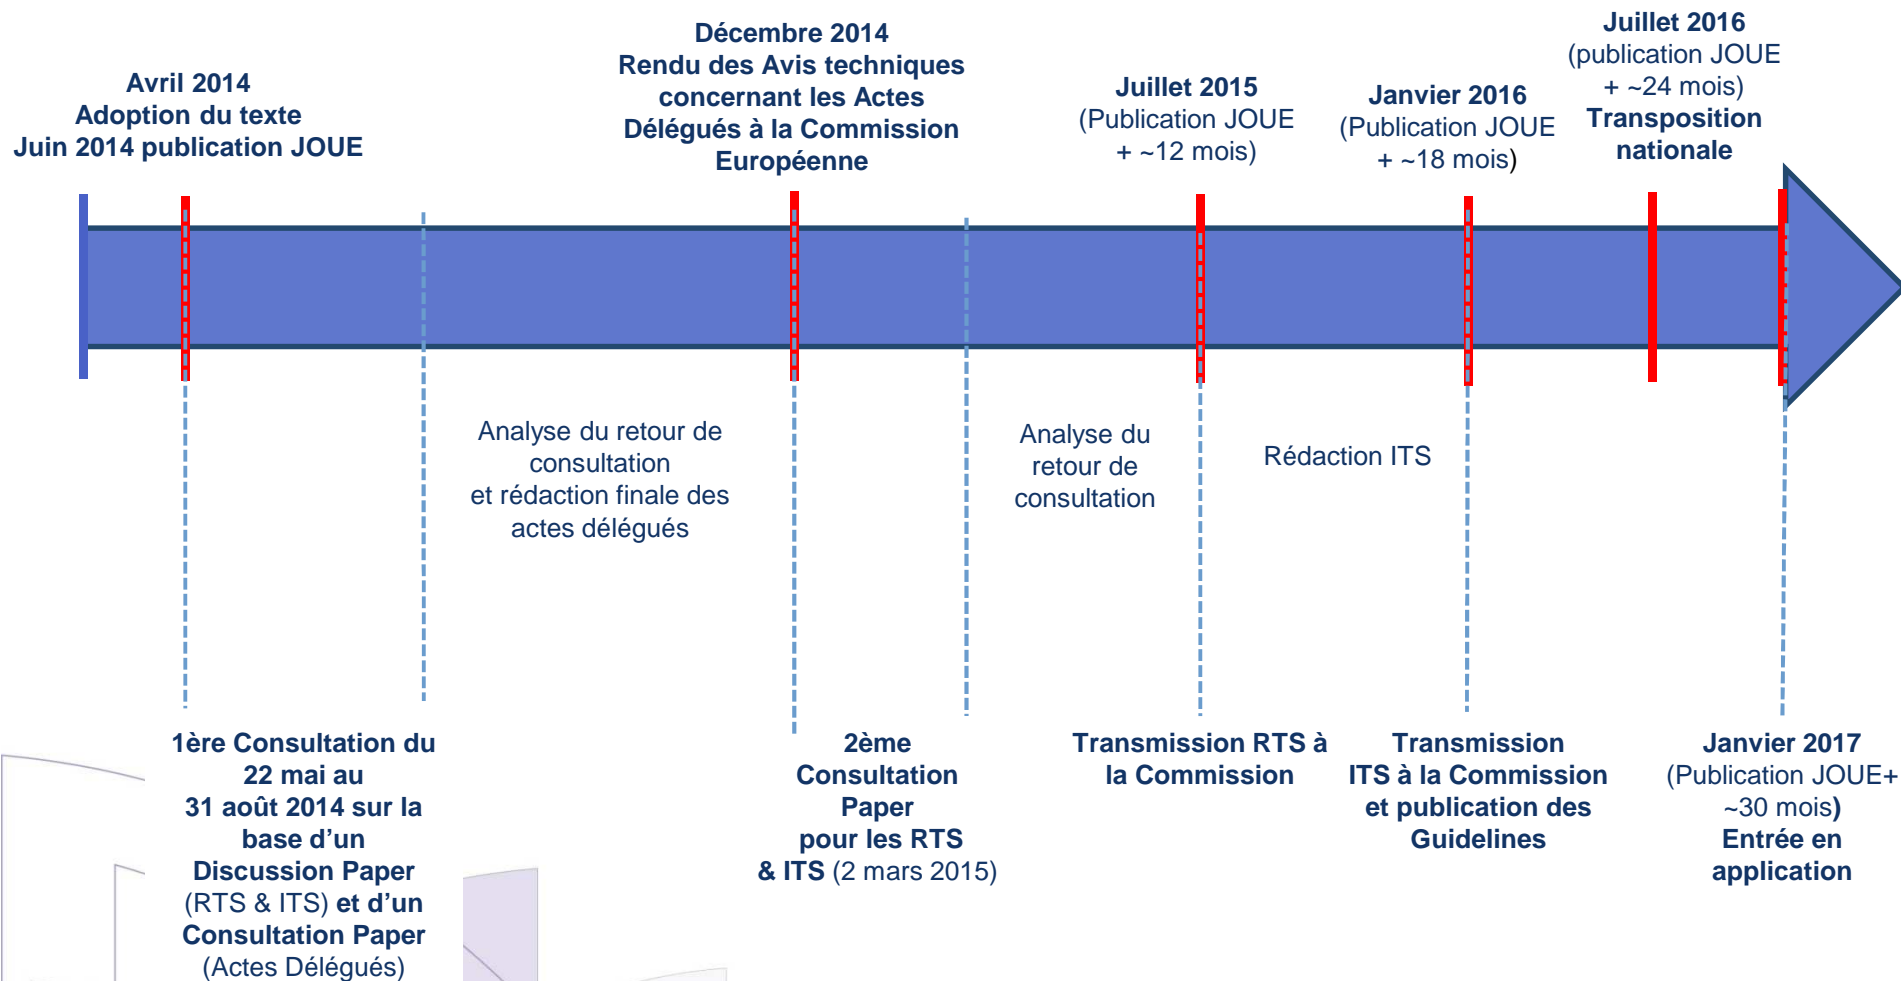 Avril 2014
Adoption du texte
Juin 2014 publication JOUE
Décembre 2014
Rendu des Avis techniques
concernant les Actes
Délégués à la Commission
Européenne
Juillet 2015
(Publication JOUE
+ ~12 mois)
Janvier 2016
(Publication JOUE
+ ~18 mois)
Juillet 2016
(publication JOUE
+ ~24 mois)
Transposition
nationale
Analyse du retour de
consultation
et rédaction finale des
actes délégués
Analyse du
retour de
consultation
Rédaction ITS
1ère Consultation du
22 mai au
31 août 2014 sur la
base d’un
Discussion Paper
(RTS & ITS) et d’un
Consultation Paper
(Actes Délégués)
2ème
Consultation
Paper
pour les RTS
& ITS (2 mars 2015)
Transmission RTS à
la Commission
Transmission
ITS à la Commission
et publication des
Guidelines
Janvier 2017
(Publication JOUE+
~30 mois)
Entrée en
application